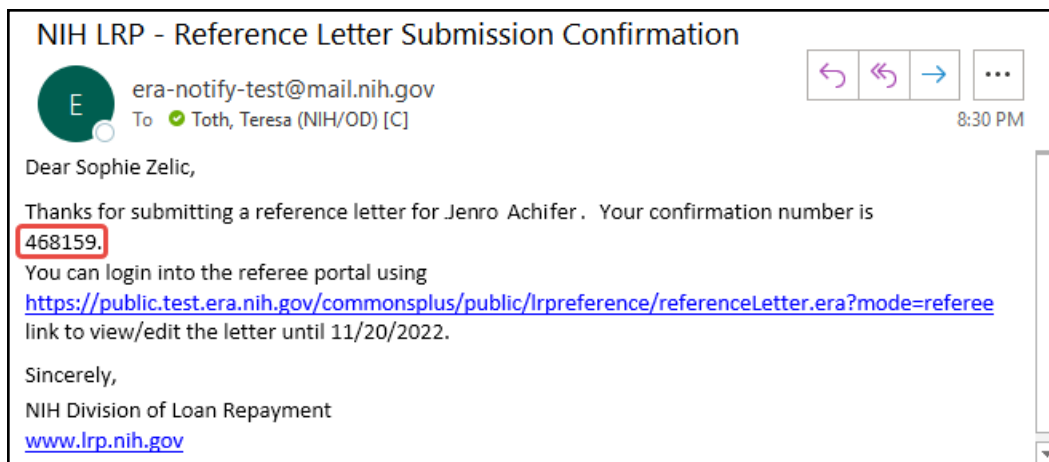 NIH LRP - Reference Letter Submission Confirmation
E
era-notify-test@mail.nih.gov
To Toth, Teresa (NIH/OD) [C]
8:30 PM
Dear Sophie Zelic,
Thanks for submitting a reference letter for Jenro Achifer. Your confirmation number is
468159.
You can login into the referee portal using
https://public.test.era.nih.gov/commonsplus/public/lrpreference/referenceLetter.era?mode=referee
link to view/edit the letter until 11/20/2022.
Sincerely,
NIH Division of Loan Repayment
www.lrp.nih.gov